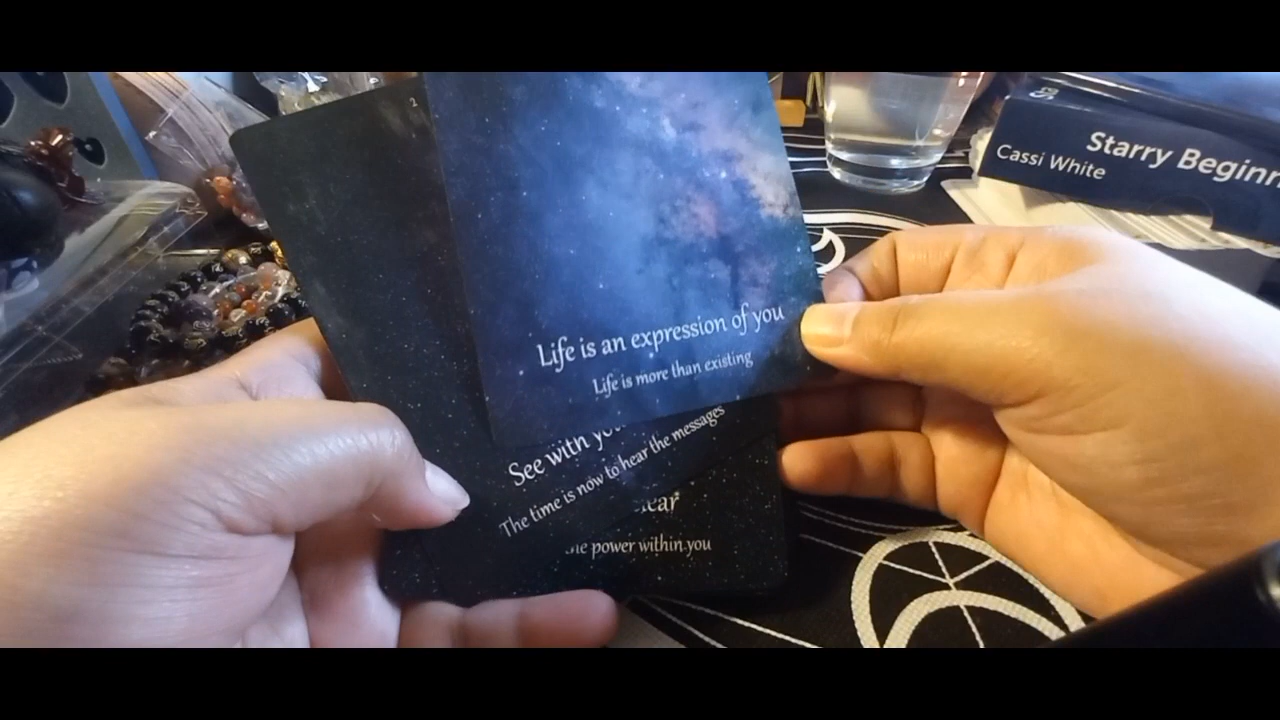 2
Starry Beginn
Cassi White
Life is an expression of you
Life is more than existing
See with yo
The time is now to hear the messages
ear
he power within you